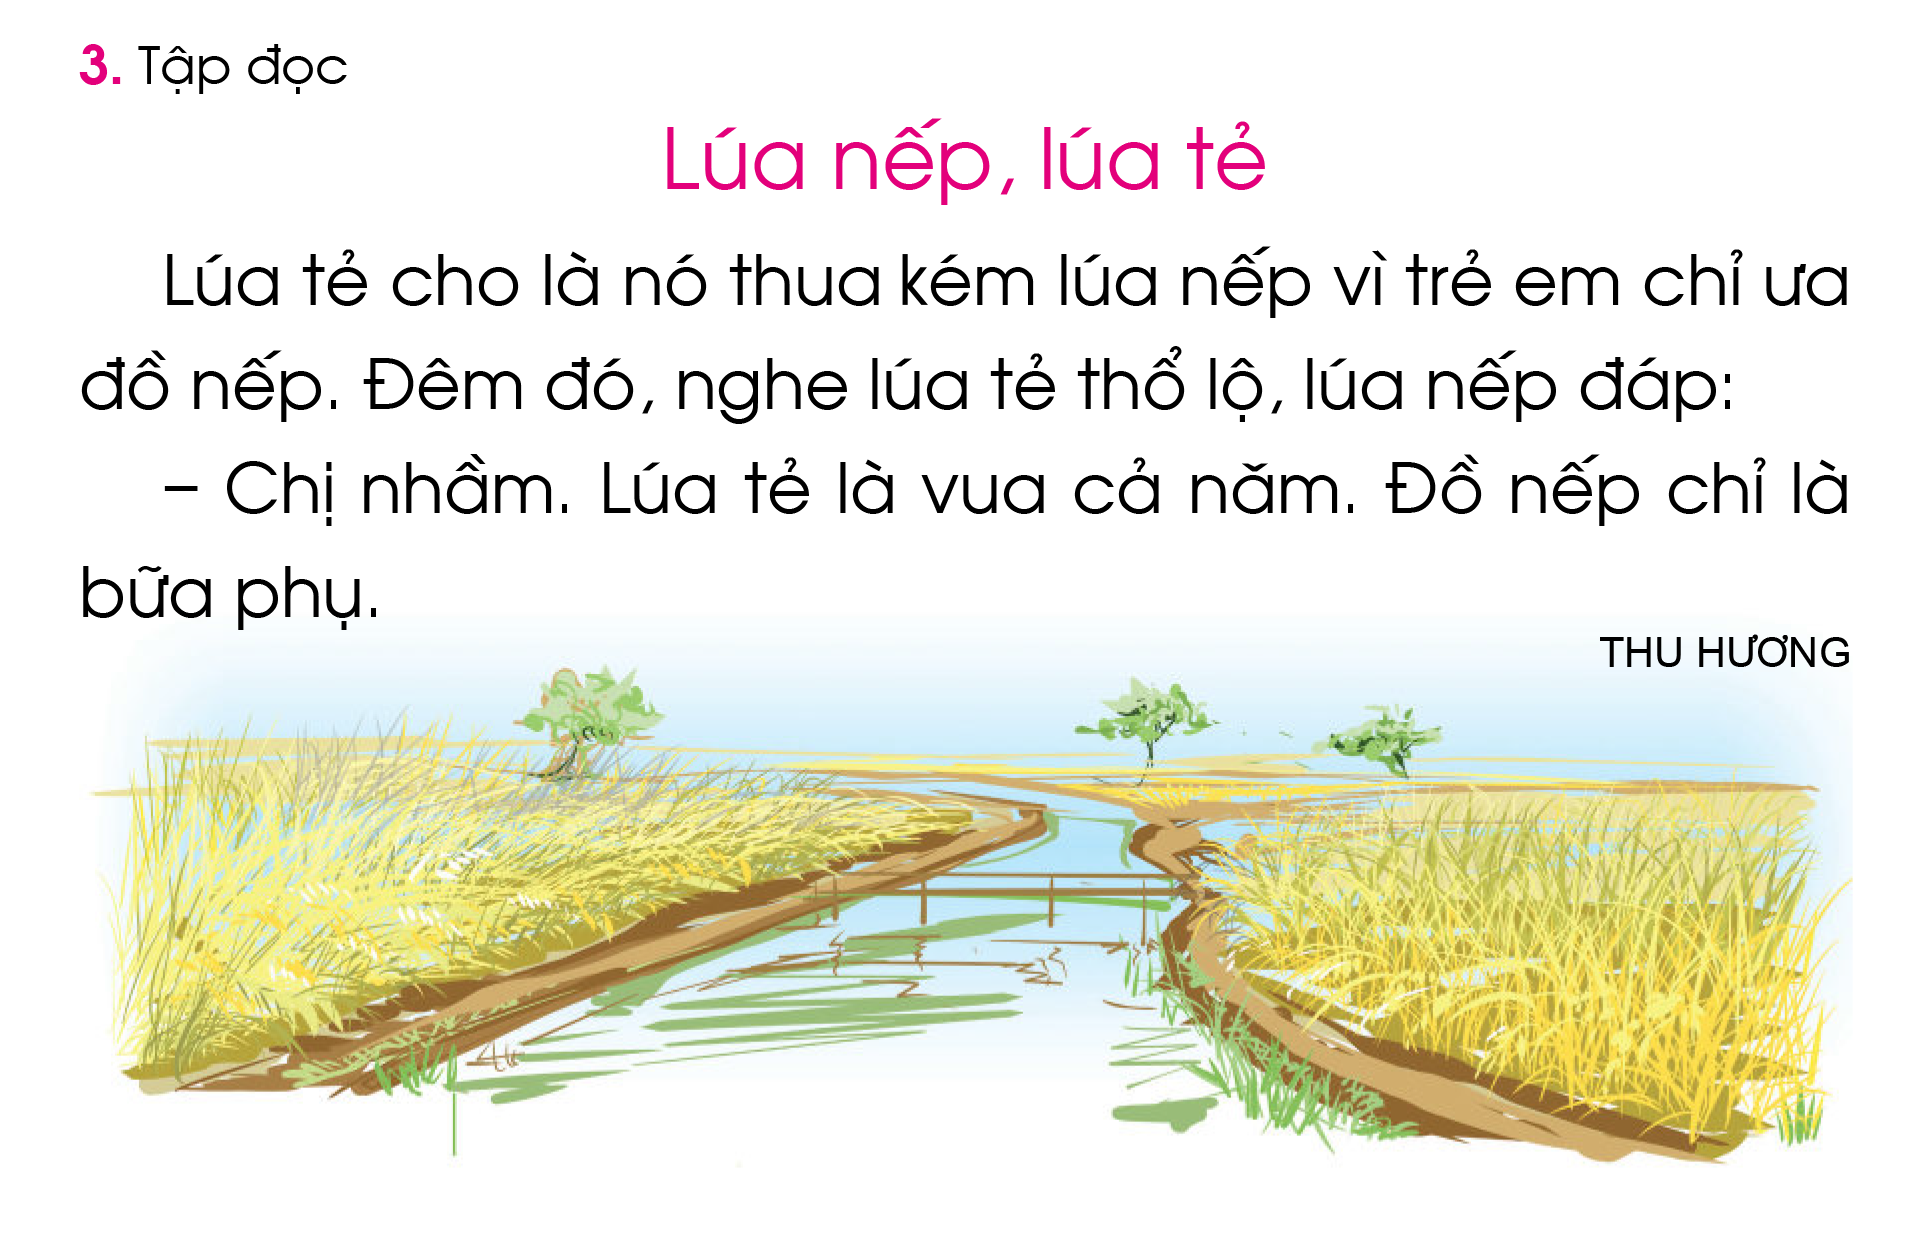 3. Tập đọc
Lúa nếp, lúa tẻ
Lúa tẻ cho là nó thua kém lúa nếp vì trẻ em chỉ ưa
đồ nếp. Đêm đó, nghe lúa tẻ thổ lộ, lúa nếp đáp:
– Chị nhầm. Lúa tẻ là vua cả năm. Đồ nếp chỉ là
bữa phụ.
THU HƯƠNG